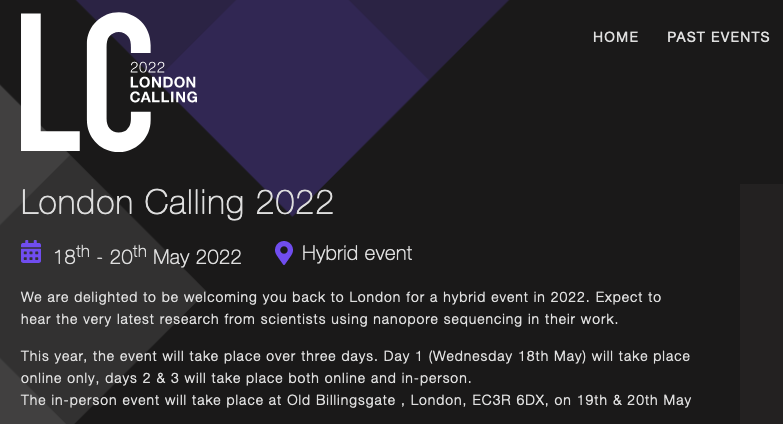 LC
2022
LONDON
CALLING
HOME PAST EVENTS
London Calling 2022
18th - 20th May 2022 Hybrid event
We are delighted to be welcoming you back to London for a hybrid event in 2022. Expect to
hear the very latest research from scientists using nanopore sequencing in their work.
This year, the event will take place over three days. Day 1 (Wednesday 18th May) will take place
online only, days 2 & 3 will take place both online and in-person.
The in-person event will take place at Old Billingsgate , London, EC3R 6DX, on 19th & 20th May